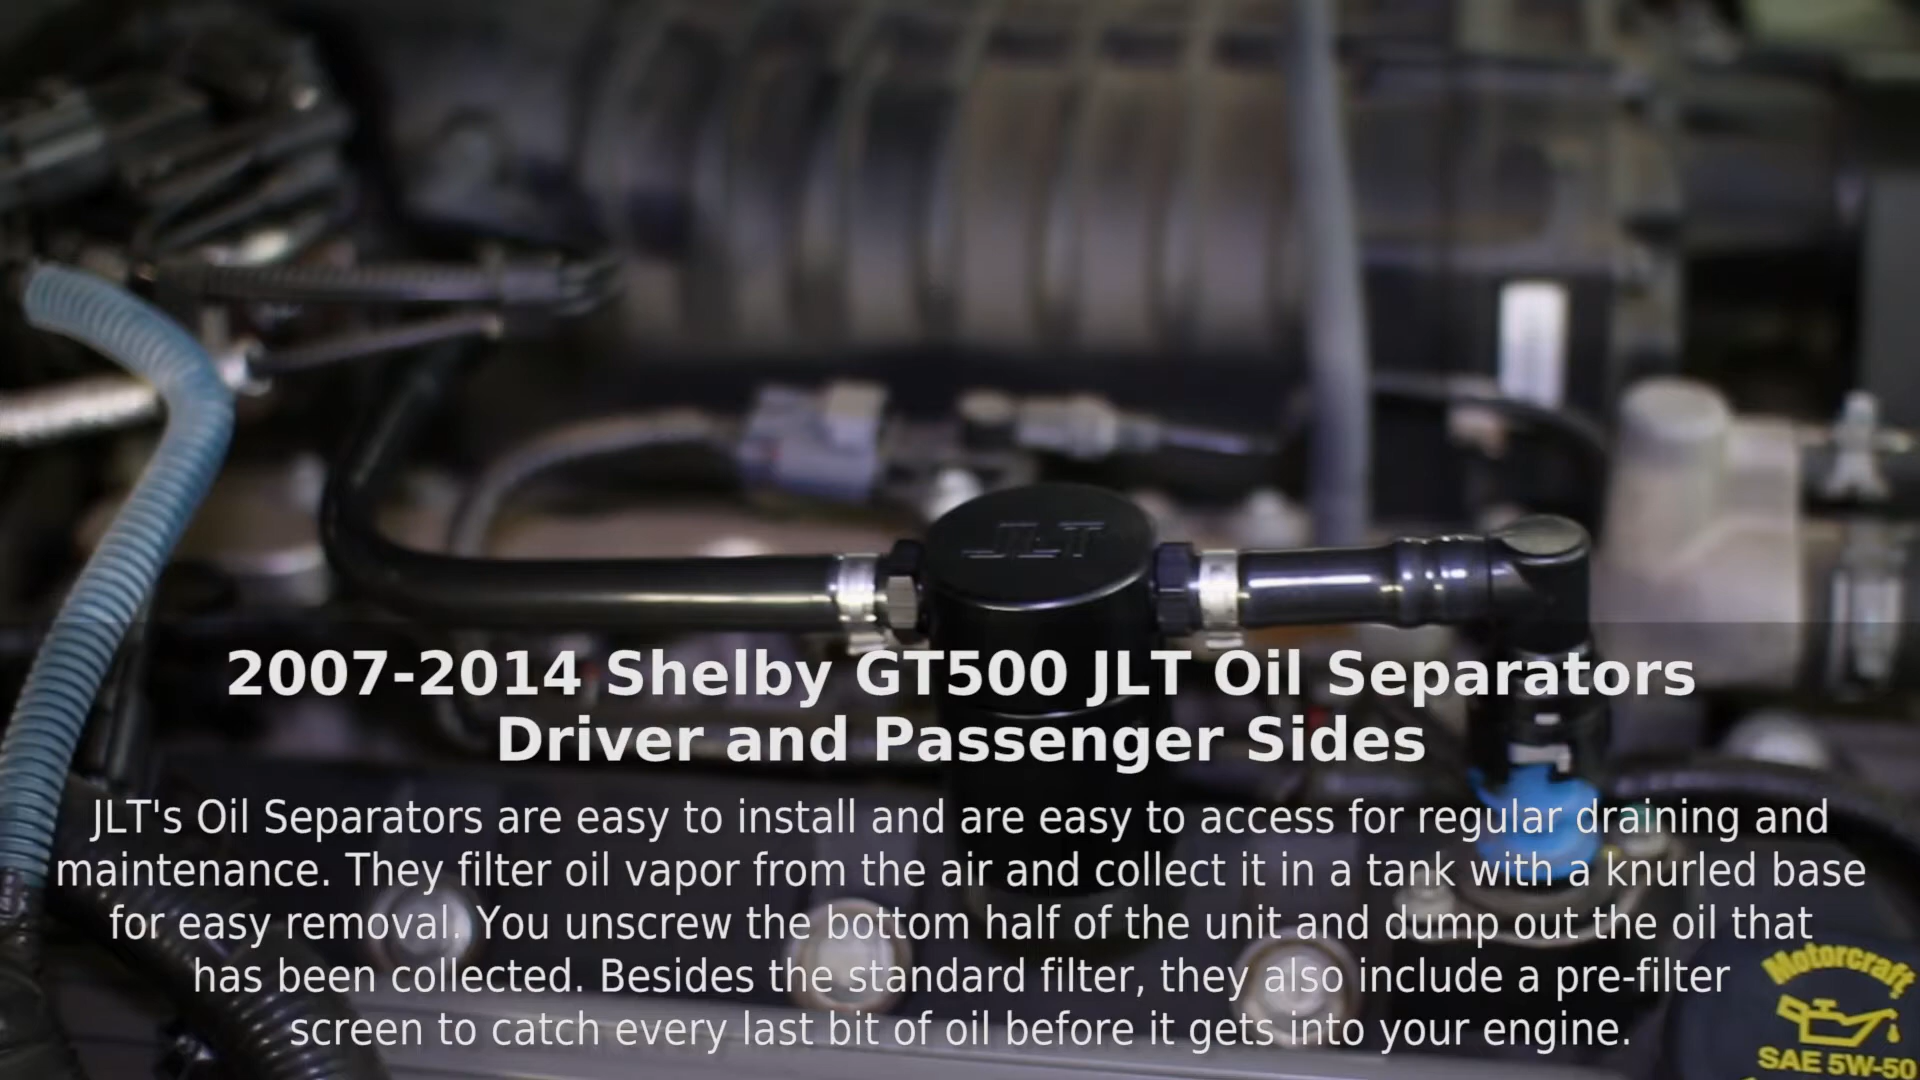 JLT
2007-2014 Shelby GT500 JLT Oil Separators
Driver and Passenger Sides
JLT's Oil Separators are easy to install and are easy to access for regular draining and
maintenance. They filter oil vapor from the air and collect it in a tank with a knurled base
for easy removal. You unscrew the bottom half of the unit and dump out the oil that
has been collected. Besides the standard filter, they also include a pre-filter
screen to catch every last bit of oil before it gets into your engine.
Motorcraft
SAE 5W-50